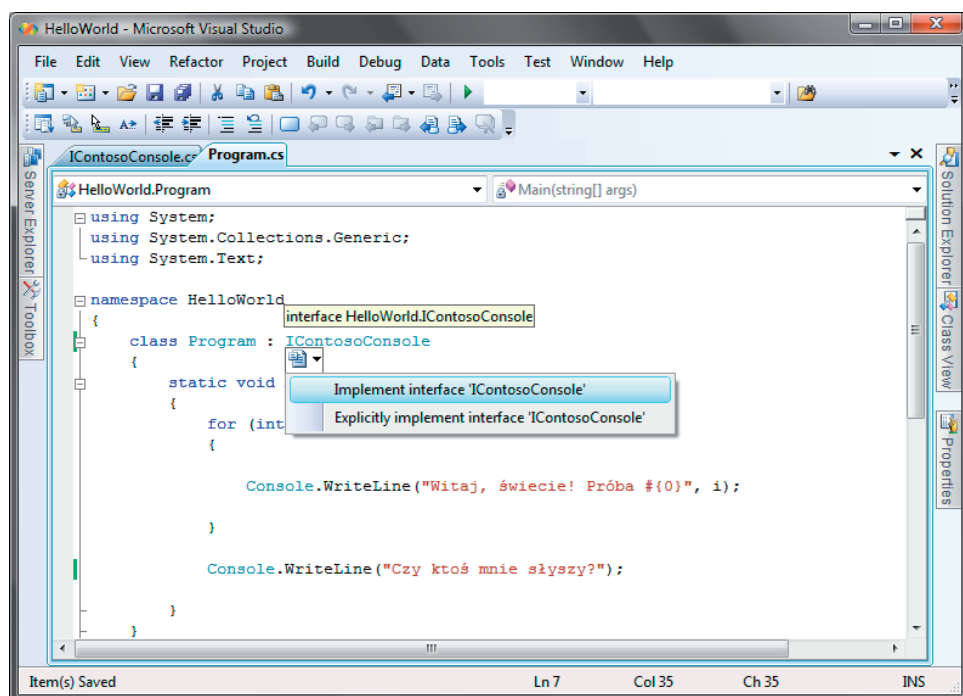 HelloWorld - Microsoft Visual Studio
File Edit View Refactor Project Build Debug Data Tools Test Window Help
IContosoConsole.cs Program.cs
HelloWorld.Program Main(string[] args)
Server Explorer
Toolbox
using System;
using System.Collections.Generic;
using System.Text;
namespace HelloWorld
interface HelloWorld.IContosoConsole
{
class Program : IContosoConsole
{
static void
Implement interface 'IContosoConsole'
{
Explicitly implement interface 'IContosoConsole'
for (int
{
Console.WriteLine("Witaj, świecie! Próba #{0}", i);
}
Console.WriteLine("Czy ktoś mnie słyszy?");
}
}
Solution Explorer
Class View
Properties
Item(s) Saved Ln 7 Col 35 Ch 35 INS